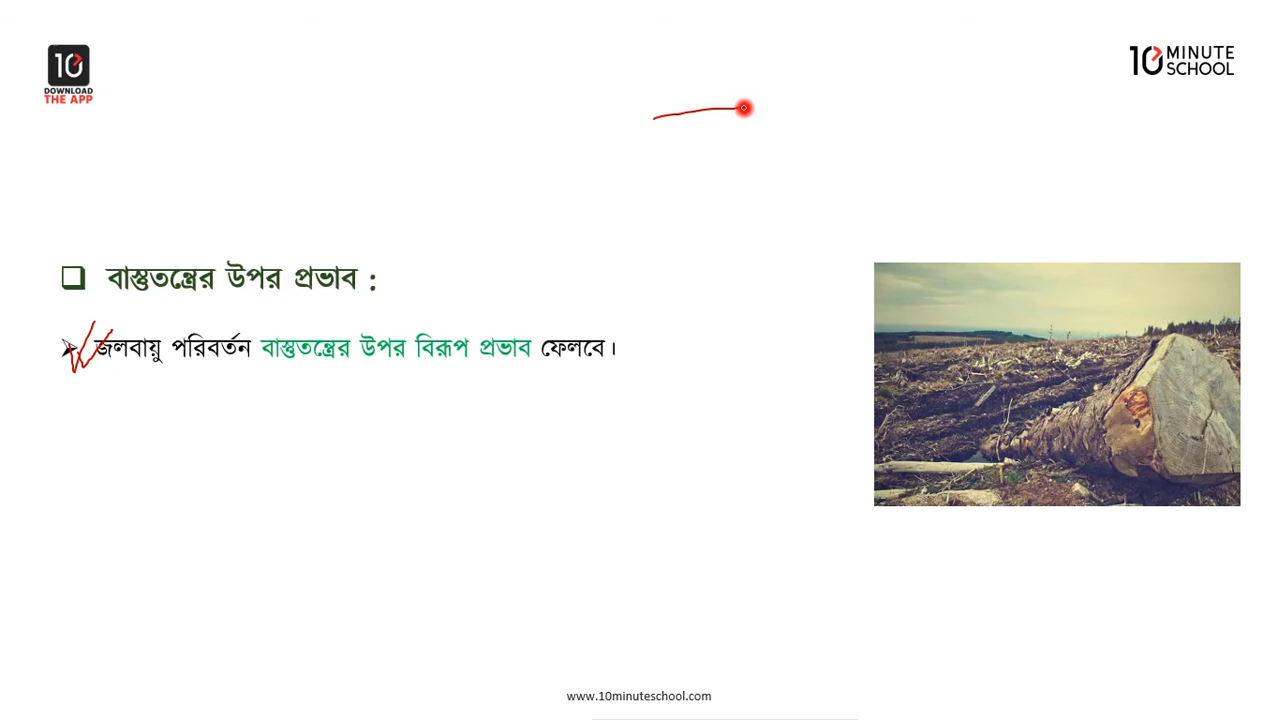 10
DOWNLOAD
THE APP
10 MINUTE
SCHOOL
বাস্তুতন্ত্রের উপর প্রভাব :
জলবায়ু পরিবর্তন বাস্তুতন্ত্রের উপর বিরূপ প্রভাব ফেলবে।
www.10minuteschool.com